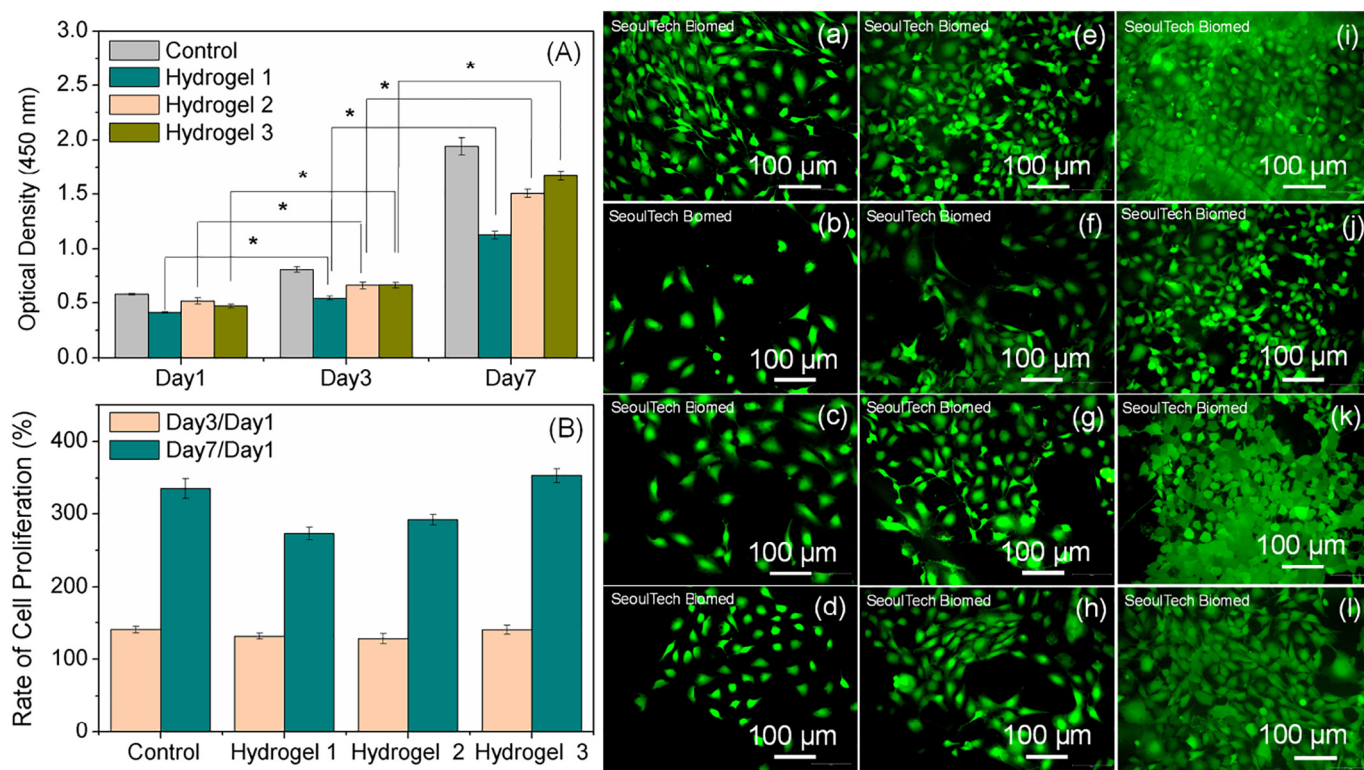 3.0
2.5
2.0
1.5
1.0
0.5
0.0
Optical Density (450 nm)
Control
Hydrogel 1
Hydrogel 2
Hydrogel 3
(A)
*
*
*
*
*
*
Day1
Day3
Day7
400
300
200
100
0
Rate of Cell Proliferation (%)
Day3/Day1
Day7/Day1
(B)
Control
Hydrogel 1
Hydrogel 2
Hydrogel 3
SeoulTech Biomed
(a)
100 μm
SeoulTech Biomed
(e)
100 μm
SeoulTech Biomed
(i)
100 μm
SeoulTech Biomed
(b)
100 μm
SeoulTech Biomed
(f)
100 μm
SeoulTech Biomed
(j)
100 μm
SeoulTech Biomed
(c)
100 μm
SeoulTech Biomed
(g)
100 μm
SeoulTech Biomed
(k)
100 μm
SeoulTech Biomed
(d)
100 μm
SeoulTech Biomed
(h)
100 μm
SeoulTech Biomed
(l)
100 μm